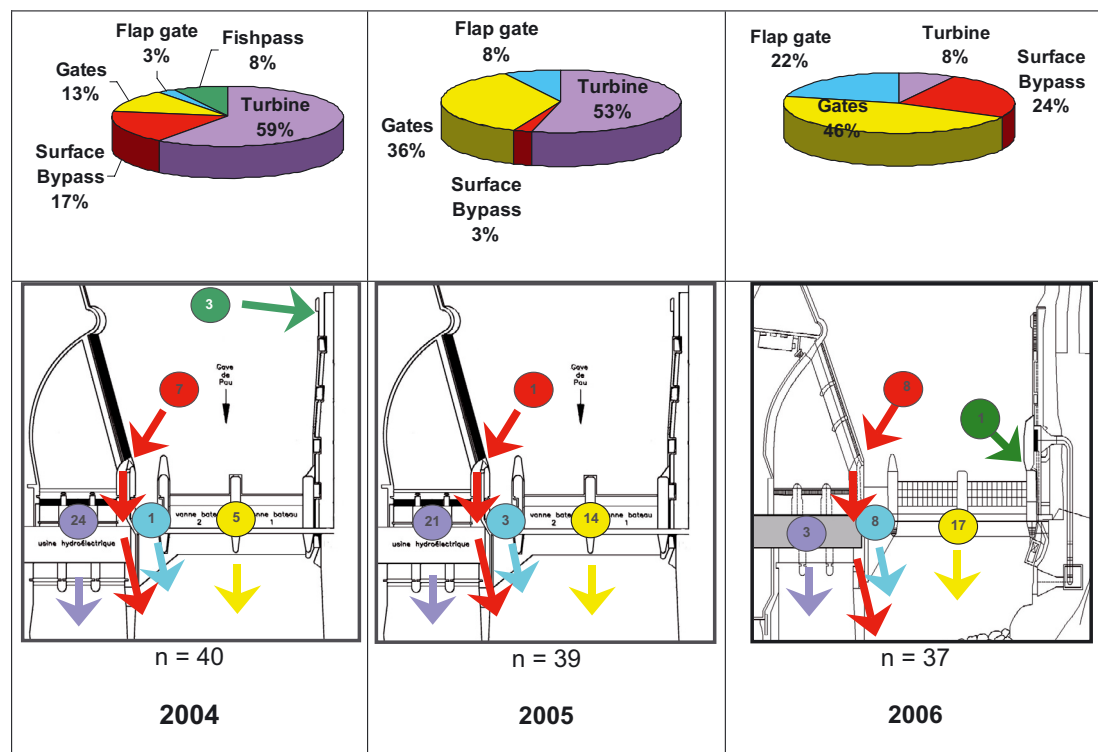 Flap gate
3%
Fishpass
8%
Gates
13%
Turbine
59%
Surface
Bypass
17%
Flap gate
8%
Turbine
53%
Gates
36%
Surface
Bypass
3%
Flap gate
22%
Turbine
8%
Surface
Bypass
24%
Gates
46%
3
7
Gave
de
Pau
24
1
5
vanne bateau
2
vanne bateau
1
usine hydroélectrique
n = 40
2004
1
Gave
de
Pau
21
3
14
vanne bateau
2
vanne bateau
1
usine hydroélectrique
n = 39
2005
8
1
3
8
17
n = 37
2006